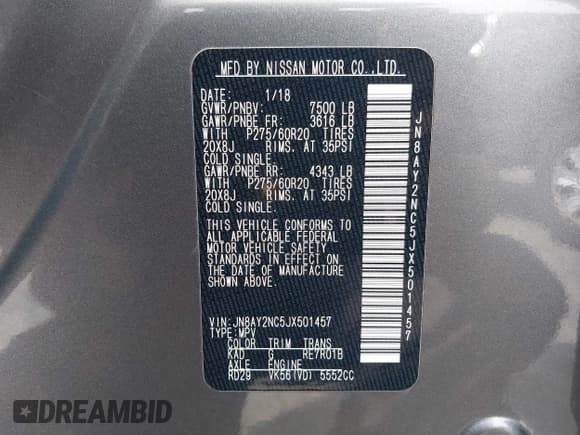 MFD BY NISSAN MOTOR CO.,LTD.
DATE: 1/18
GVWR/PNBV: 7500 LB
GAWR/PNBE FR: 3616 LB
WITH P275/60R20 TIRES
20X8J RIMS. AT 35PSI
COLD SINGLE.
GAWR/PNBE RR: 4343 LB
WITH P275/60R20 TIRES
20X8J RIMS. AT 35PSI
COLD SINGLE.
THIS VEHICLE CONFORMS TO
ALL APPLICABLE FEDERAL
MOTOR VEHICLE SAFETY
STANDARDS IN EFFECT ON
THE DATE OF MANUFACTURE
SHOWN ABOVE.
VIN:JN8AY2NC5JX501457
TYPE:MPV
COLOR TRIM TRANS
KAD G RE7R01B
AXLE ENGINE
RD29 VK56(VD) 5552CC
JN8AY2NC5JX501457
DREAMBID